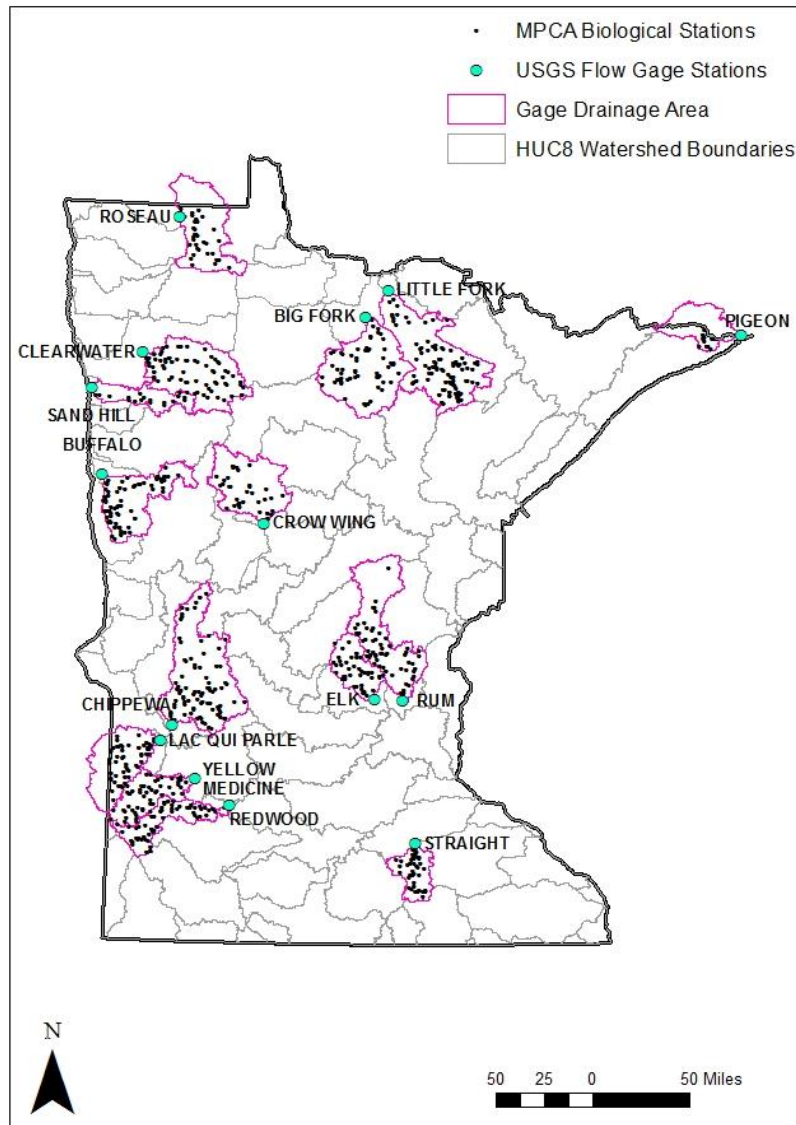 MPCA Biological Stations
USGS Flow Gage Stations
Gage Drainage Area
HUC8 Watershed Boundaries
ROSEAU
LITTLE FORK
BIG FORK
PIGEON
CLEARWATER
SAND HILL
BUFFALO
CROW WING
CHIPPEWA
ELK
RUM
LAC QUI PARLE
YELLOW
MEDICINE
REDWOOD
STRAIGHT
N
50 25 0 50 Miles